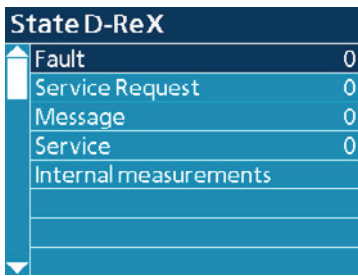 State D-ReX
Fault 0
Service Request 0
Message 0
Service 0
Internal measurements